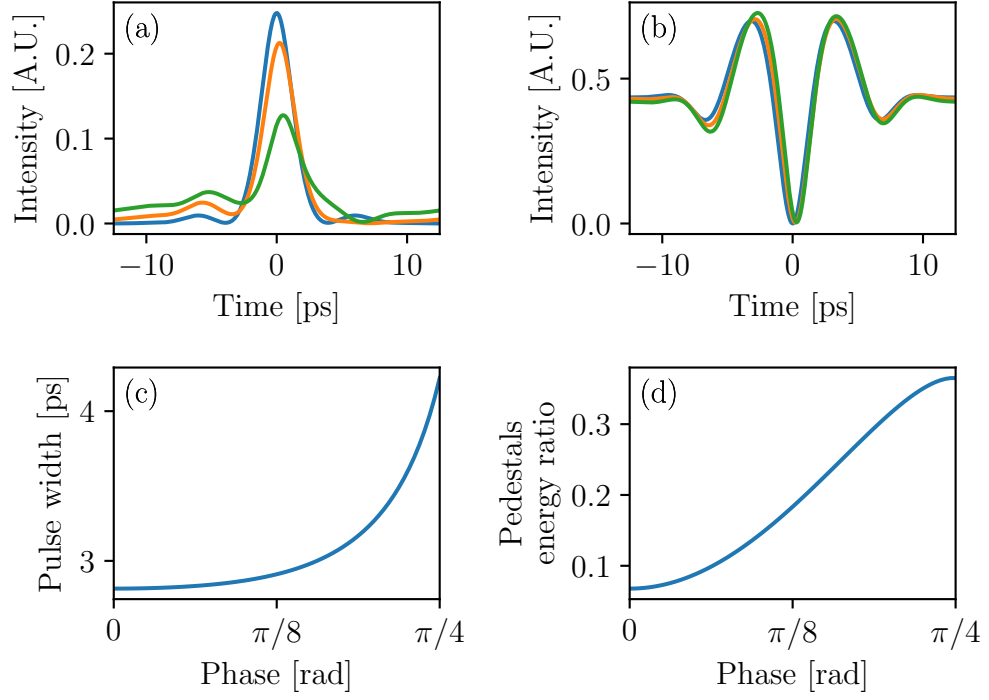 (a)
Intensity [A.U.]
0.2
0.1
0.0
−10
0
10
Time [ps]
(b)
Intensity [A.U.]
0.5
0.0
−10
0
10
Time [ps]
(c)
Pulse width [ps]
4
3
0
π/8
π/4
Phase [rad]
(d)
Pedestals
energy ratio
0.3
0.2
0.1
0
π/8
π/4
Phase [rad]